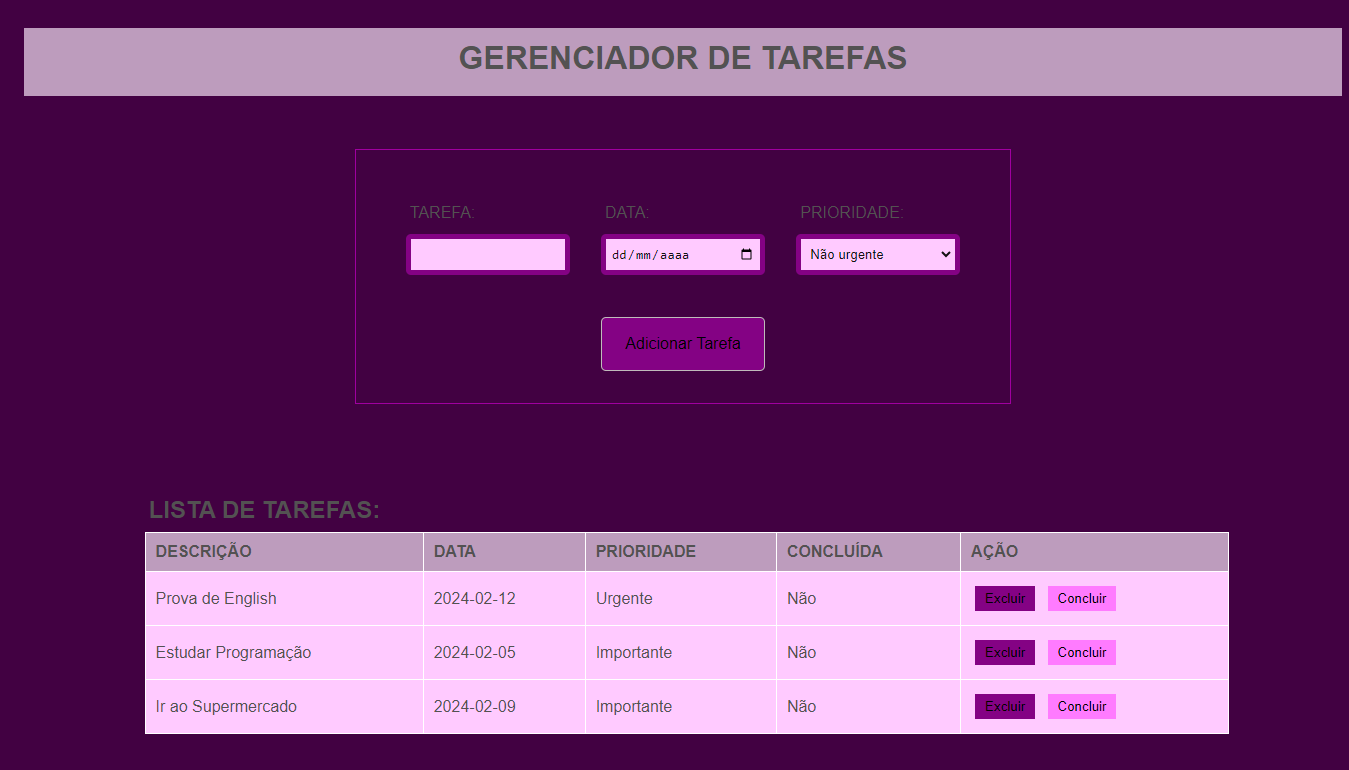 GERENCIADOR DE TAREFAS
TAREFA: DATA: PRIORIDADE:
dd/mm/aaaa Não urgente
Adicionar Tarefa
LISTA DE TAREFAS:
DESCRIÇÃO DATA PRIORIDADE CONCLUÍDA AÇÃO
Prova de English 2024-02-12 Urgente Não Excluir Concluir
Estudar Programação 2024-02-05 Importante Não Excluir Concluir
Ir ao Supermercado 2024-02-09 Importante Não Excluir Concluir